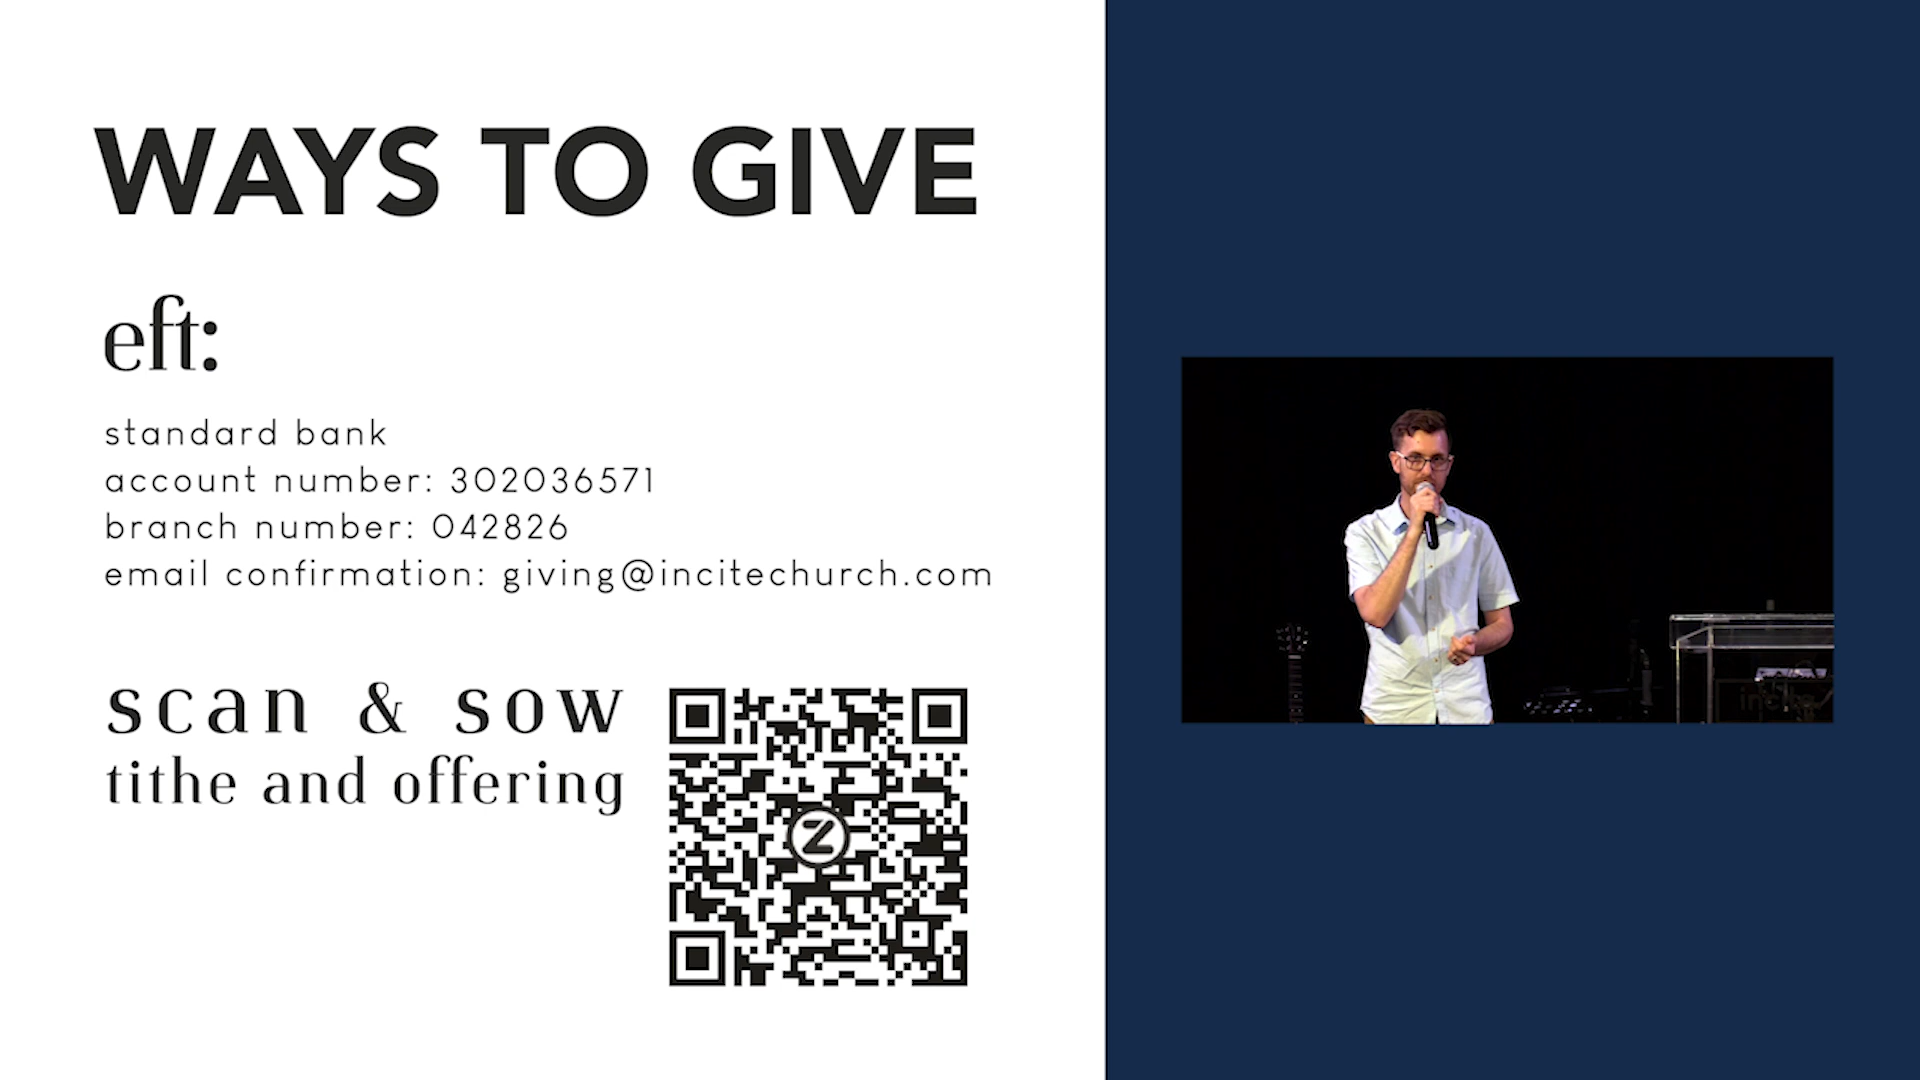 WAYS TO GIVE
eft:
standard bank
account number: 302036571
branch number: 042826
email confirmation: giving@incitechurch.com
scan & sow
tithe and offering
Z